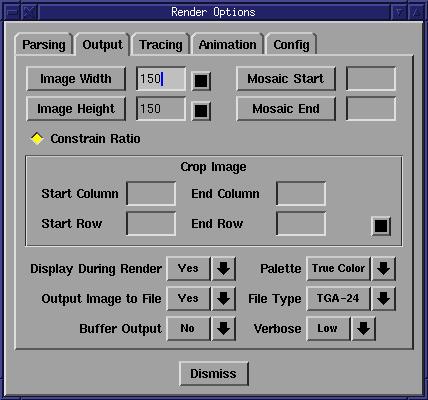 Render Options
Parsing Output Tracing Animation Config
Image Width 150 Mosaic Start
Image Height 150 Mosaic End
Constrain Ratio
Crop Image
Start Column End Column
Start Row End Row
Display During Render Yes Palette True Color
Output Image to File Yes File Type TGA-24
Buffer Output No Verbose Low
Dismiss